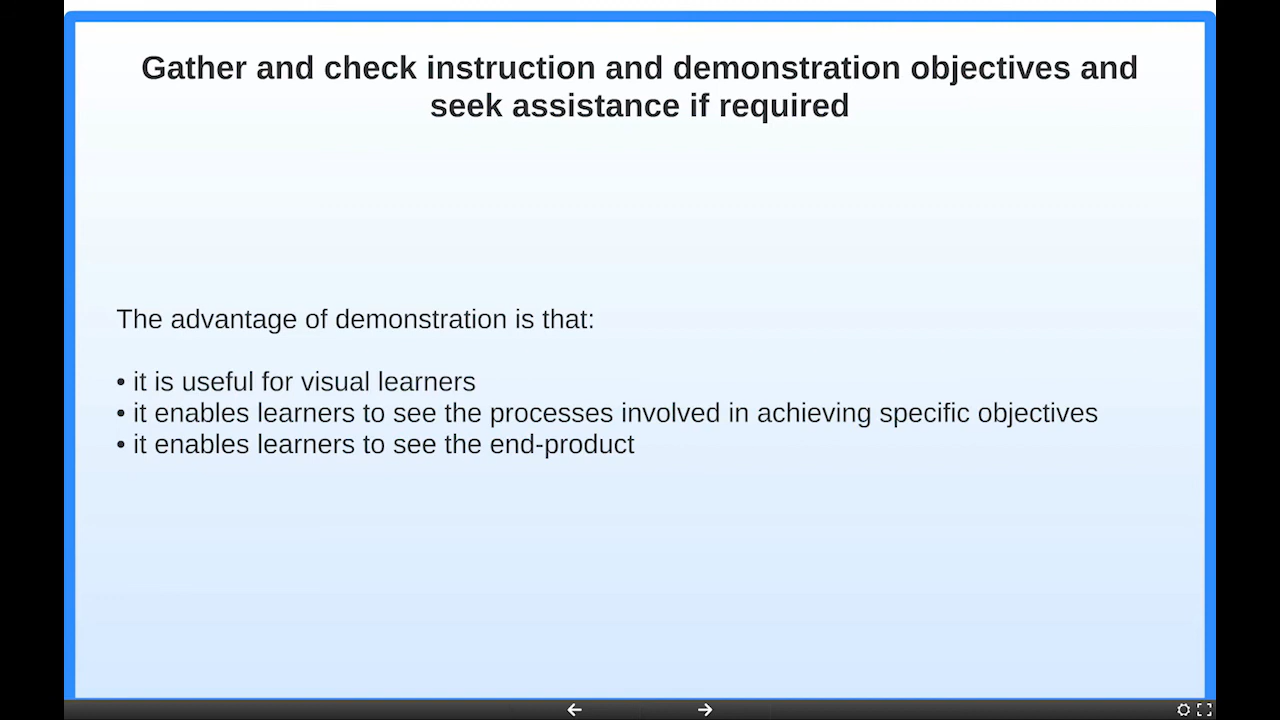 Gather and check instruction and demonstration objectives and
seek assistance if required
The advantage of demonstration is that:
• it is useful for visual learners
• it enables learners to see the processes involved in achieving specific objectives
• it enables learners to see the end-product